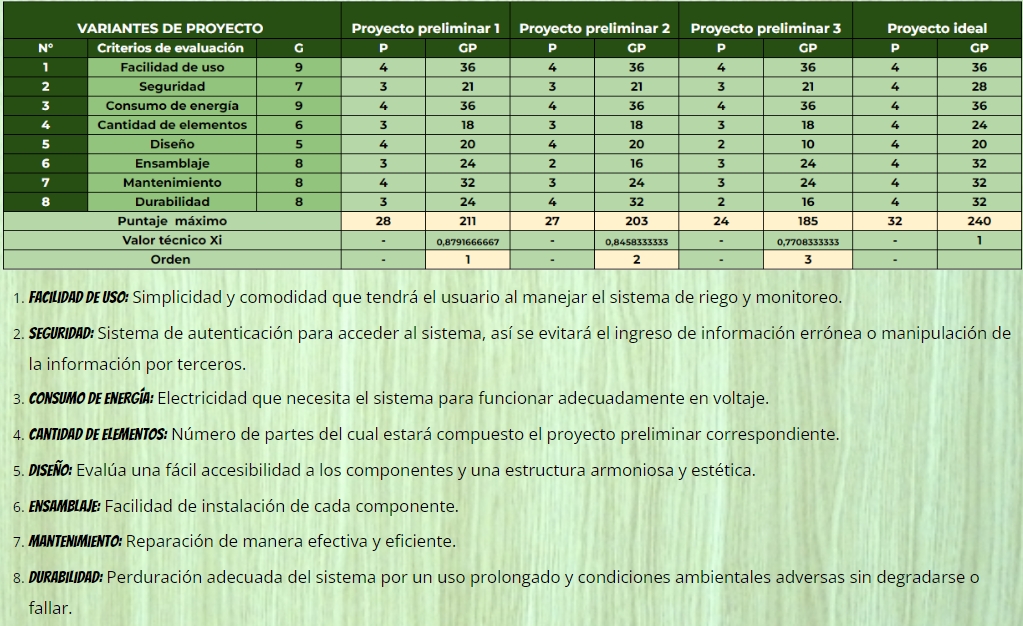 VARIANTES DE PROYECTO Proyecto preliminar 1 Proyecto preliminar 2 Proyecto preliminar 3 Proyecto ideal
N° Criterios de evaluación G P GP P GP P GP P GP
1 Facilidad de uso 9 4 36 4 36 4 36 4 36
2 Seguridad 7 3 21 3 21 3 21 4 28
3 Consumo de energía 9 4 36 4 36 4 36 4 36
4 Cantidad de elementos 6 3 18 3 18 3 18 4 24
5 Diseño 5 4 20 4 20 2 10 4 20
6 Ensamblaje 8 3 24 2 16 3 24 4 32
7 Mantenimiento 8 4 32 3 24 3 24 4 32
8 Durabilidad 8 3 24 4 32 2 16 4 32
Puntaje máximo 28 211 27 203 24 185 32 240
Valor técnico Xi - 0,8791666667 - 0,8458333333 - 0,7708333333 - 1
Orden - 1 - 2 - 3 -
1. FACILIDAD DE USO: Simplicidad y comodidad que tendrá el usuario al manejar el sistema de riego y monitoreo.
2. SEGURIDAD: Sistema de autenticación para acceder al sistema, así se evitará el ingreso de información errónea o manipulación de
la información por terceros.
3. CONSUMO DE ENERGÍA: Electricidad que necesita el sistema para funcionar adecuadamente en voltaje.
4. CANTIDAD DE ELEMENTOS: Número de partes del cual estará compuesto el proyecto preliminar correspondiente.
5. DISEÑO: Evalúa una fácil accesibilidad a los componentes y una estructura armoniosa y estética.
6. ENSAMBLAJE: Facilidad de instalación de cada componente.
7. MANTENIMIENTO: Reparación de manera efectiva y eficiente.
8. DURABILIDAD: Perduración adecuada del sistema por un uso prolongado y condiciones ambientales adversas sin degradarse o
fallar.